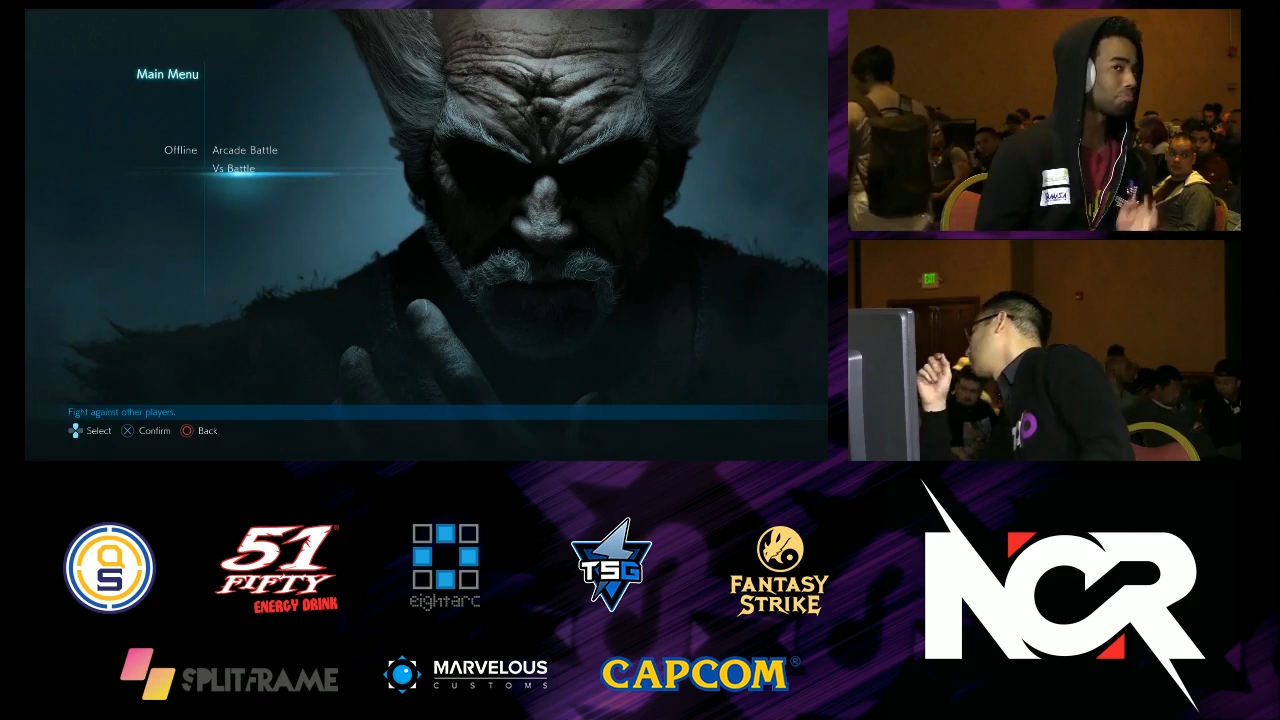 Main Menu
Offline
Arcade Battle
Vs Battle
Fight against other players.
Select
Confirm
Back
QS
51
FIFTY
ENERGY DRINK
eightarc
TSG
FANTASY
STRIKE
SPLITFRAME
MARVELOUS
CUSTOMS
CAPCOM®
NCR